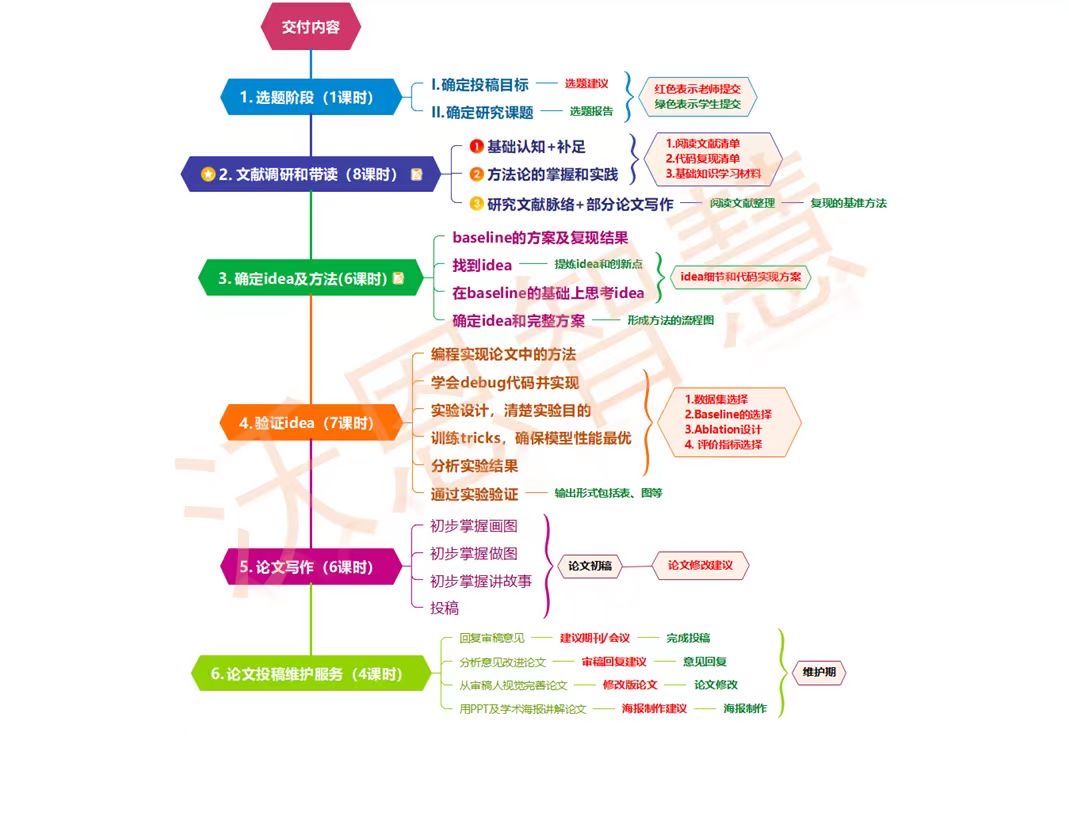 交付内容
1. 选题阶段（1课时）
I.确定投稿目标
选题建议
II.确定研究课题
选题报告
红色表示老师提交
绿色表示学生提交
2. 文献调研和带读（8课时）
1 基础认知+补足
2 方法论的掌握和实践
1.阅读文献清单
2.代码复现清单
3.基础知识学习材料
3 研究文献脉络+部分论文写作
阅读文献整理
复现的基准方法
3. 确定idea及方法(6课时)
baseline的方案及复现结果
找到idea
提炼idea和创新点
在baseline的基础上思考idea
idea细节和代码实现方案
确定idea和完整方案
形成方法的流程图
4. 验证idea（7课时）
编程实现论文中的方法
学会debug代码并实现
实验设计，清楚实验目的
训练tricks，确保模型性能最优
分析实验结果
1.数据集选择
2.Baseline的选择
3.Ablation设计
4. 评价指标选择
通过实验验证
输出形式包括表、图等
5. 论文写作（6课时）
初步掌握画图
初步掌握做图
初步掌握讲故事
投稿
论文初稿
论文修改建议
6.论文投稿维护服务（4课时）
回复审稿意见
建议期刊/会议
完成投稿
分析意见改进论文
审稿回复建议
意见回复
从审稿人视觉完善论文
修改版论文
论文修改
用PPT及学术海报讲解论文
海报制作建议
海报制作
维护期
沃恩智慧